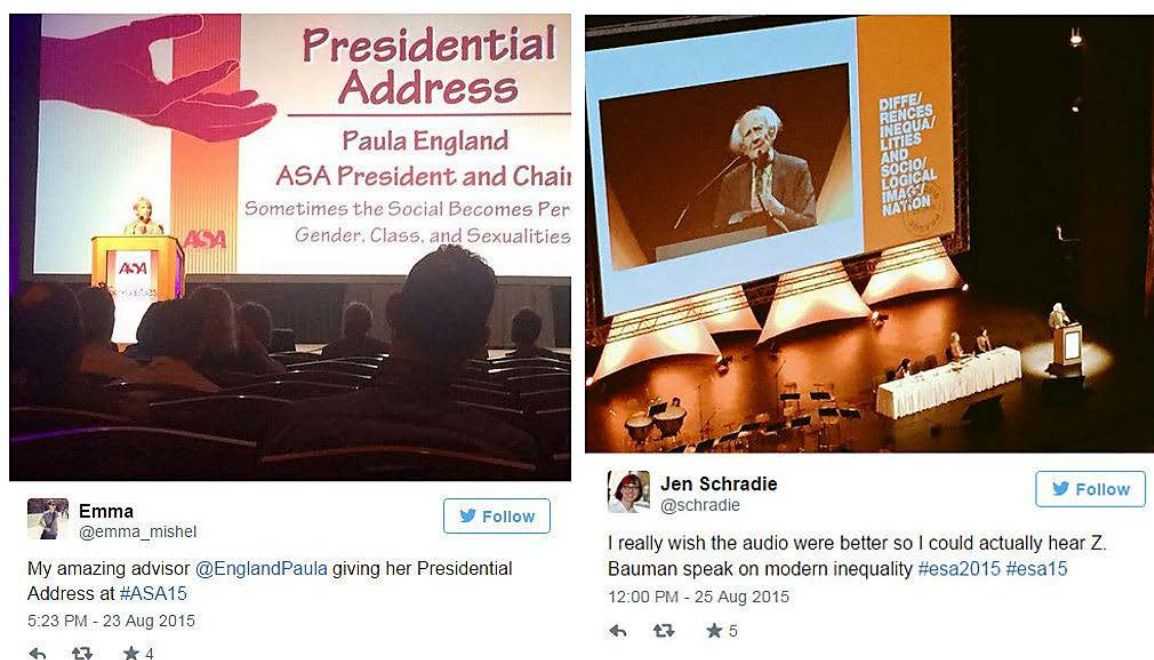 Presidential
Address
Paula England
ASA President and Chair
Sometimes the Social Becomes Per
Gender, Class, and Sexualities
ASA
ASA
Emma
@emma_mishel
Follow
My amazing advisor @EnglandPaula giving her Presidential
Address at #ASA15
5:23 PM - 23 Aug 2015
4
DIFFE/
RENCES
INEQUA/
LITIES
AND
SOCIO/
LOGICAL
IMAGI
NATION
Jen Schradie
@schradie
Follow
I really wish the audio were better so I could actually hear Z.
Bauman speak on modern inequality #esa2015 #esa15
12:00 PM - 25 Aug 2015
5